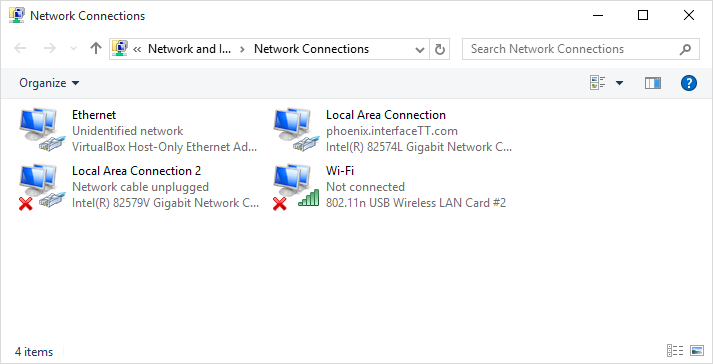 Network Connections
« Network and I... > Network Connections
Search Network Connections
Organize
Ethernet
Unidentified network
VirtualBox Host-Only Ethernet Ad...
Local Area Connection
phoenix.interfaceTT.com
Intel(R) 82574L Gigabit Network C...
Local Area Connection 2
Network cable unplugged
Intel(R) 82579V Gigabit Network C...
Wi-Fi
Not connected
802.11n USB Wireless LAN Card #2
4 items